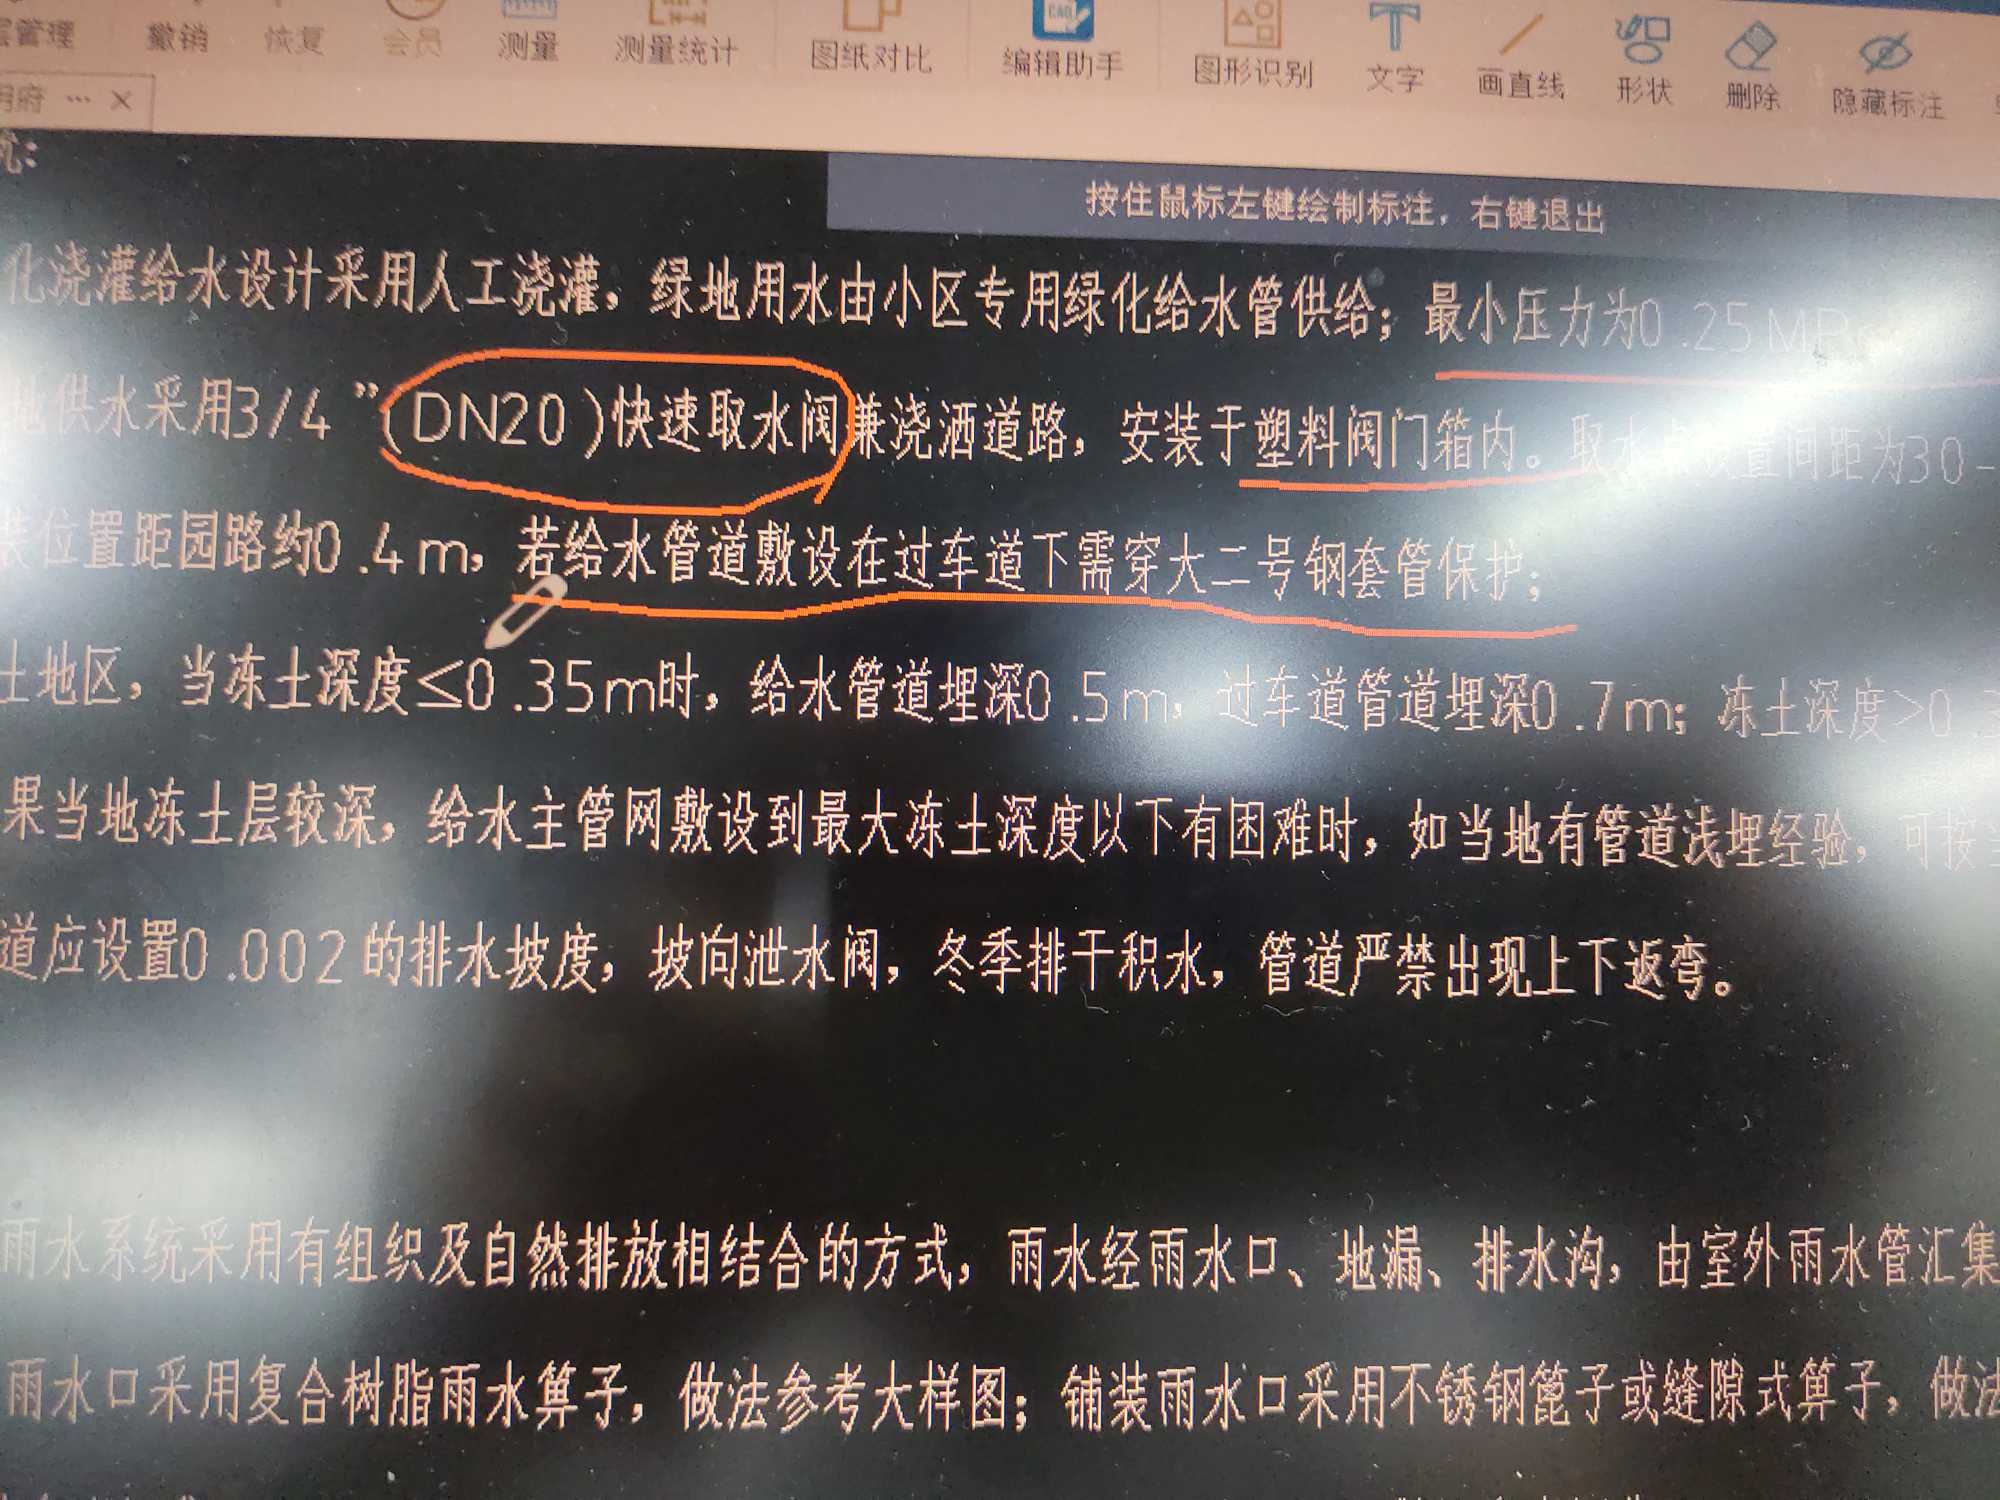 管理 撤销 恢复 会员 测量 测量统计 图纸对比 编辑助手 图形识别 文字 画直线 形状 删除 隐藏标注
府 ... ×
按住鼠标左键绘制标注，右键退出
化浇灌给水设计采用人工浇灌，绿地用水由小区专用绿化给水管供给；最小压力为0.25MPa
地供水采用3/4”(DN20)快速取水阀兼浇洒道路，安装于塑料阀门箱内。取水点设置间距为30-
装位置距园路约0.4m，若给水管道敷设在过车道下需穿大二号钢套管保护；
土地区，当冻土深度≤0.35m时，给水管道埋深0.5m，过车道管道埋深0.7m；冻土深度>0.3
果当地冻土层较深，给水主管网敷设到最大冻土深度以下有困难时，如当地有管道浅埋经验，可按
道应设置0.002的排水坡度，坡向泄水阀，冬季排干积水，管道严禁出现上下返弯。
雨水系统采用有组织及自然排放相结合的方式，雨水经雨水口、地漏、排水沟，由室外雨水管汇集
雨水口采用复合树脂雨水箅子，做法参考大样图；铺装雨水口采用不锈钢篦子或缝隙式箅子，做法